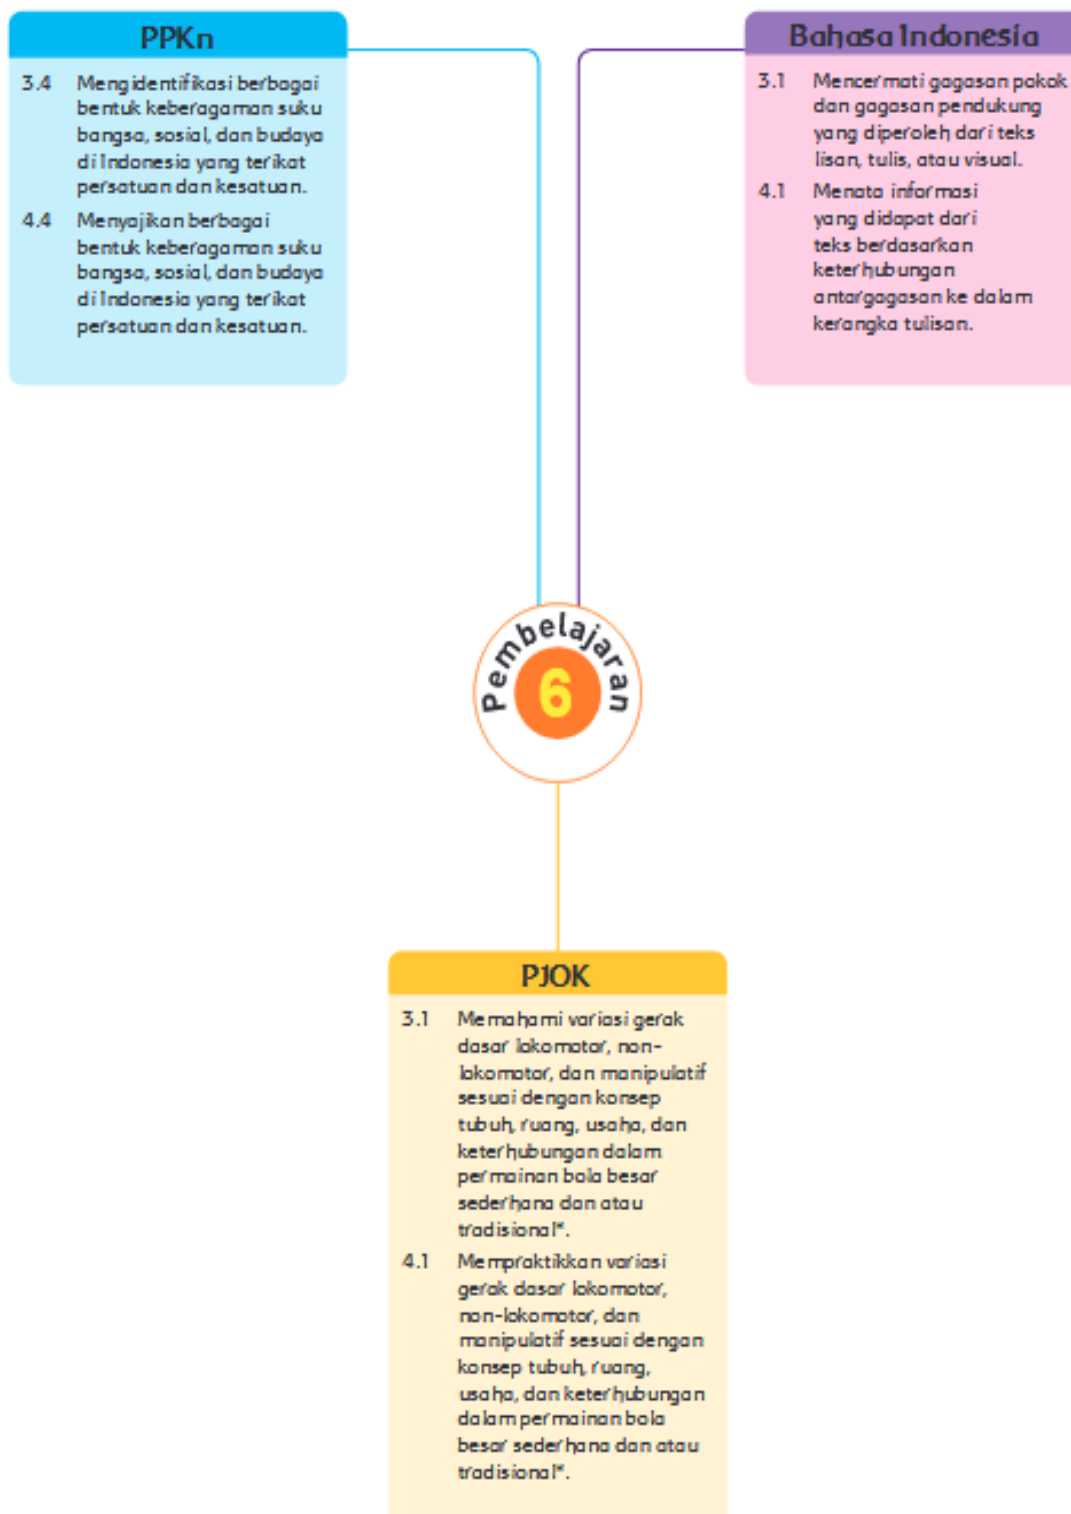 PPKn
3.4 Mengidentifikasi berbagai
bentuk keberagaman suku
bangsa, sosial, dan budaya
di Indonesia yang terikat
persatuan dan kesatuan.
4.4 Menyajikan berbagai
bentuk keberagaman suku
bangsa, sosial, dan budaya
di Indonesia yang terikat
persatuan dan kesatuan.
Bahasa Indonesia
3.1 Mencermati gagasan pokok
dan gagasan pendukung
yang diperoleh dari teks
lisan, tulis, atau visual.
4.1 Menata informasi
yang didapat dari
teks berdasarkan
keterhubungan
antargagasan ke dalam
kerangka tulisan.
Pembelajaran
6
PJOK
3.1 Memahami variasi gerak
dasar lokomotor, non-
lokomotor, dan manipulatif
sesuai dengan konsep
tubuh, ruang, usaha, dan
keterhubungan dalam
permainan bola besar
sederhana dan atau
tradisional*.
4.1 Mempraktikkan variasi
gerak dasar lokomotor,
non-lokomotor, dan
manipulatif sesuai dengan
konsep tubuh, ruang,
usaha, dan keterhubungan
dalam permainan bola
besar sederhana dan atau
tradisional*.